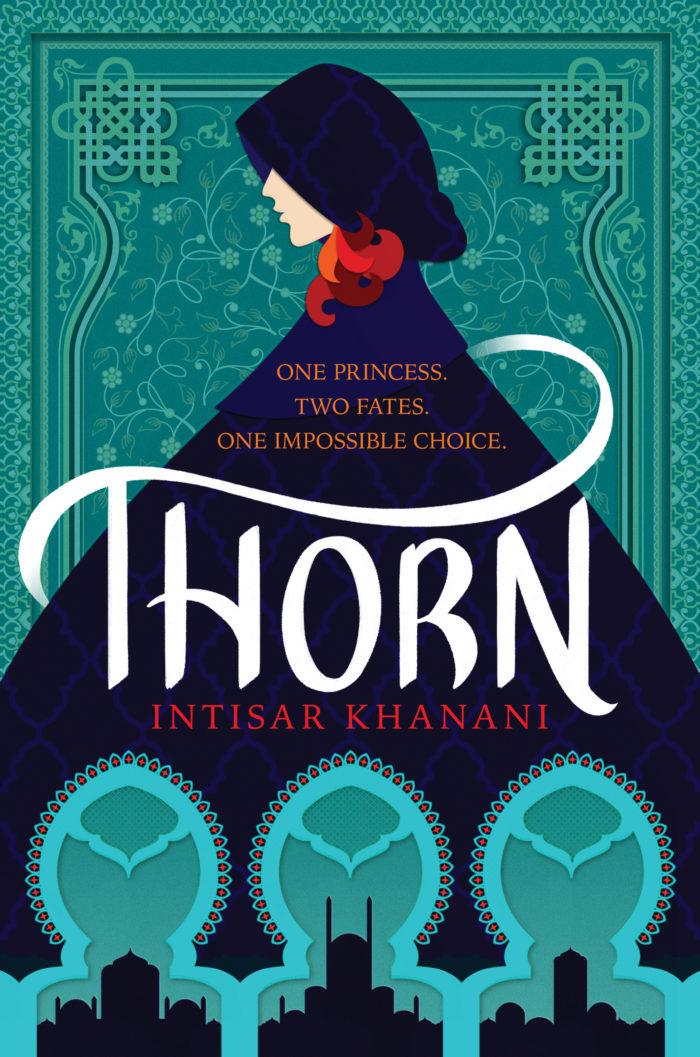 ONE PRINCESS.
TWO FATES.
ONE IMPOSSIBLE CHOICE.
THORN
INTISAR KHANANI